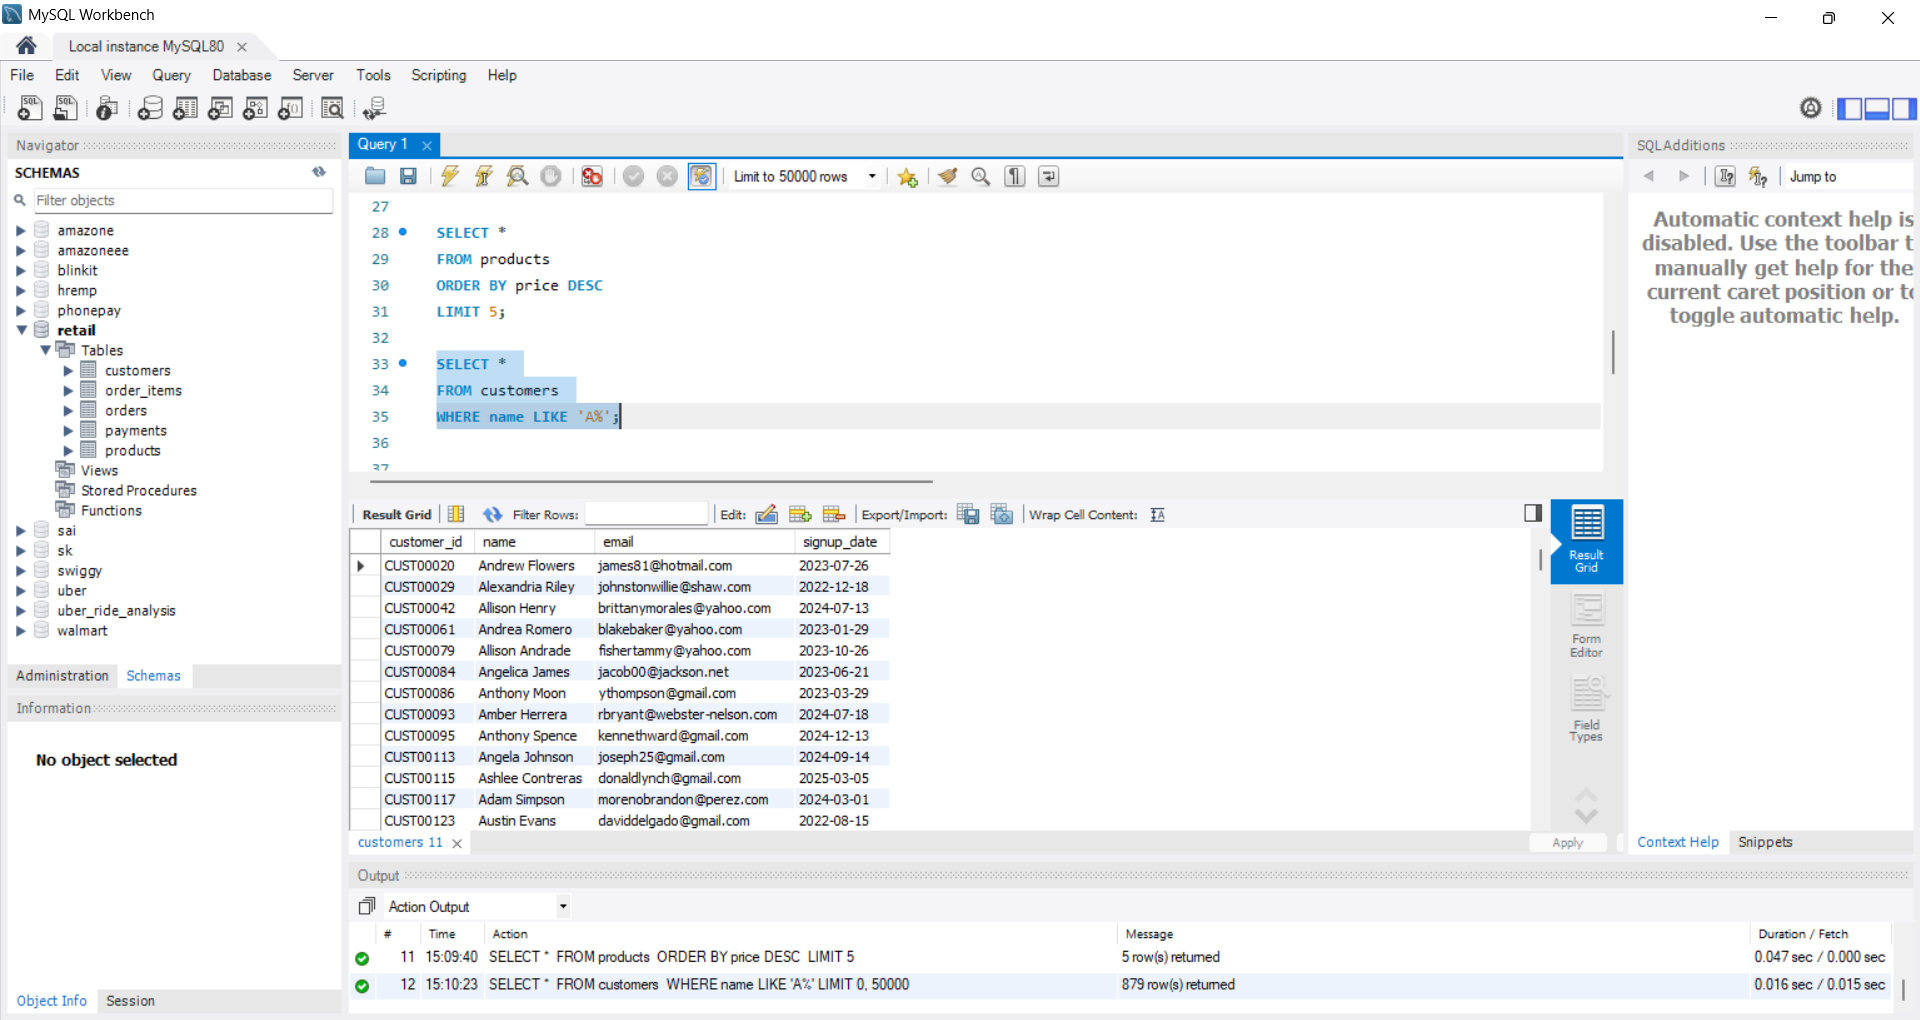 MySQL Workbench
Local instance MySQL80
File Edit View Query Database Server Tools Scripting Help
Navigator
SCHEMAS
Filter objects
amazone
amazoneee
blinkit
hremp
phonepay
retail
Tables
customers
order_items
orders
payments
products
Views
Stored Procedures
Functions
sai
sk
swiggy
uber
uber_ride_analysis
walmart
Administration Schemas
Information
No object selected
Object Info Session
Query 1
Limit to 50000 rows
27
28 SELECT *
29 FROM products
30 ORDER BY price DESC
31 LIMIT 5;
32
33 SELECT *
34 FROM customers
35 WHERE name LIKE 'A%';
36
37
Result Grid Filter Rows: Edit: Export/Import: Wrap Cell Content:
customer_id name email signup_date
CUST00020 Andrew Flowers james81@hotmail.com 2023-07-26
CUST00029 Alexandria Riley johnstonwillie@shaw.com 2022-12-18
CUST00042 Allison Henry brittanymorales@yahoo.com 2024-07-13
CUST00061 Andrea Romero blakebaker@yahoo.com 2023-01-29
CUST00079 Allison Andrade fishertammy@yahoo.com 2023-10-26
CUST00084 Angelica James jacob00@jackson.net 2023-06-21
CUST00086 Anthony Moon ythompson@gmail.com 2023-03-29
CUST00093 Amber Herrera rbryant@webster-nelson.com 2024-07-18
CUST00095 Anthony Spence kennethward@gmail.com 2024-12-13
CUST00113 Angela Johnson joseph25@gmail.com 2024-09-14
CUST00115 Ashlee Contreras donaldlynch@gmail.com 2025-03-05
CUST00117 Adam Simpson morenobrandon@perez.com 2024-03-01
CUST00123 Austin Evans daviddelgado@gmail.com 2022-08-15
customers 11
Result
Grid
Form
Editor
Field
Types
Apply
SQLAdditions
Jump to
Automatic context help is
disabled. Use the toolbar t
manually get help for the
current caret position or to
toggle automatic help.
Context Help Snippets
Output
Action Output
# Time Action Message Duration / Fetch
11 15:09:40 SELECT * FROM products ORDER BY price DESC LIMIT 5 5 row(s) returned 0.047 sec / 0.000 sec
12 15:10:23 SELECT * FROM customers WHERE name LIKE 'A%' LIMIT 0, 50000 879 row(s) returned 0.016 sec / 0.015 sec